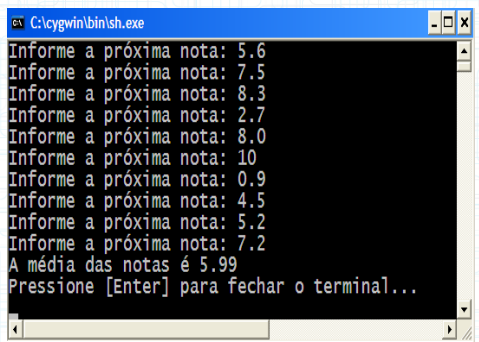 C:\cygwin\bin\sh.exe
Informe a próxima nota: 5.6
Informe a próxima nota: 7.5
Informe a próxima nota: 8.3
Informe a próxima nota: 2.7
Informe a próxima nota: 8.0
Informe a próxima nota: 10
Informe a próxima nota: 0.9
Informe a próxima nota: 4.5
Informe a próxima nota: 5.2
Informe a próxima nota: 7.2
A média das notas é 5.99
Pressione [Enter] para fechar o terminal...